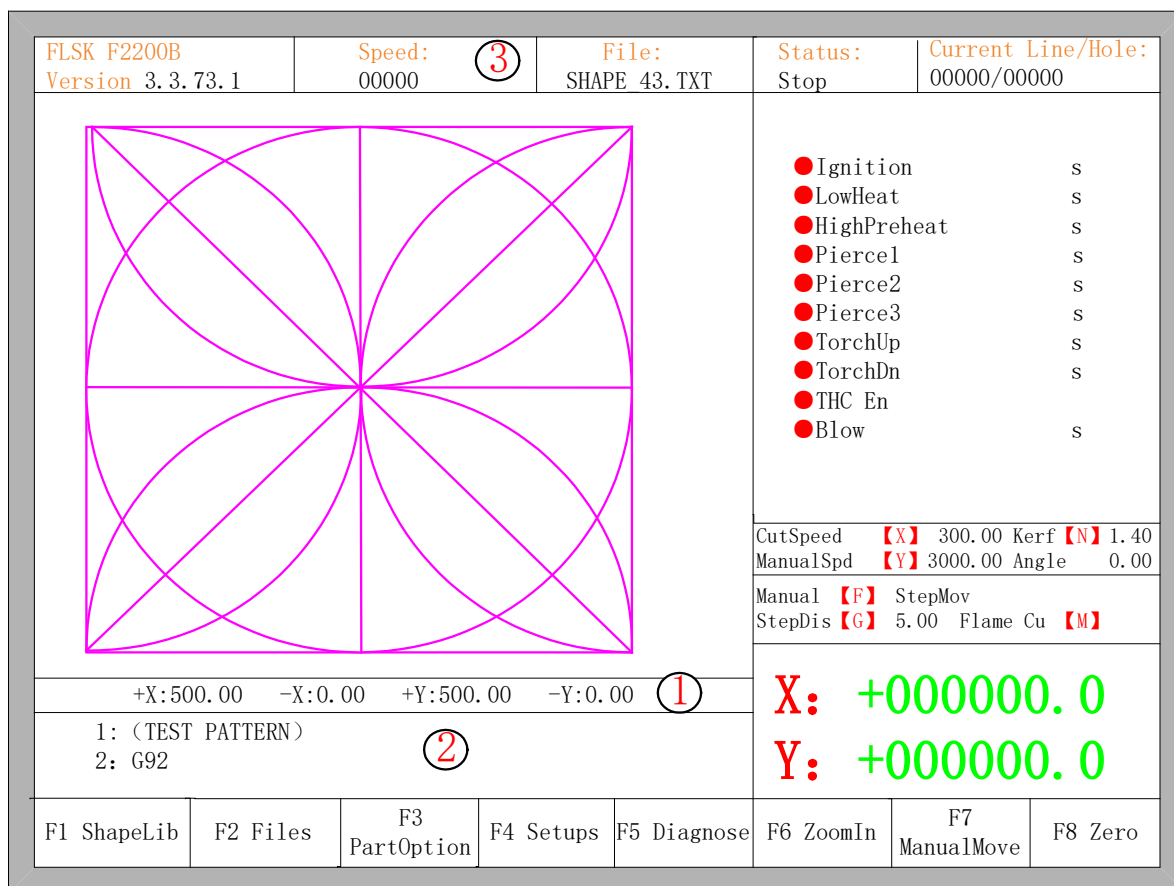 FLSK F2200B
Version 3.3.73.1
Speed:
00000
3
File:
SHAPE_43.TXT
Status:
Stop
Current Line/Hole:
00000/00000
Ignition s
LowHeat s
HighPreheat s
Pierce1 s
Pierce2 s
Pierce3 s
TorchUp s
TorchDn s
THC En
Blow s
CutSpeed 【X】 300.00 Kerf【N】1.40
ManualSpd 【Y】3000.00 Angle 0.00
Manual 【F】 StepMov
StepDis【G】 5.00 Flame Cu 【M】
+X:500.00 -X:0.00 +Y:500.00 -Y:0.00 1
1: (TEST PATTERN)
2: G92
2
X: +000000.0
Y: +000000.0
F1 ShapeLib
F2 Files
F3
PartOption
F4 Setups
F5 Diagnose
F6 ZoomIn
F7
ManualMove
F8 Zero